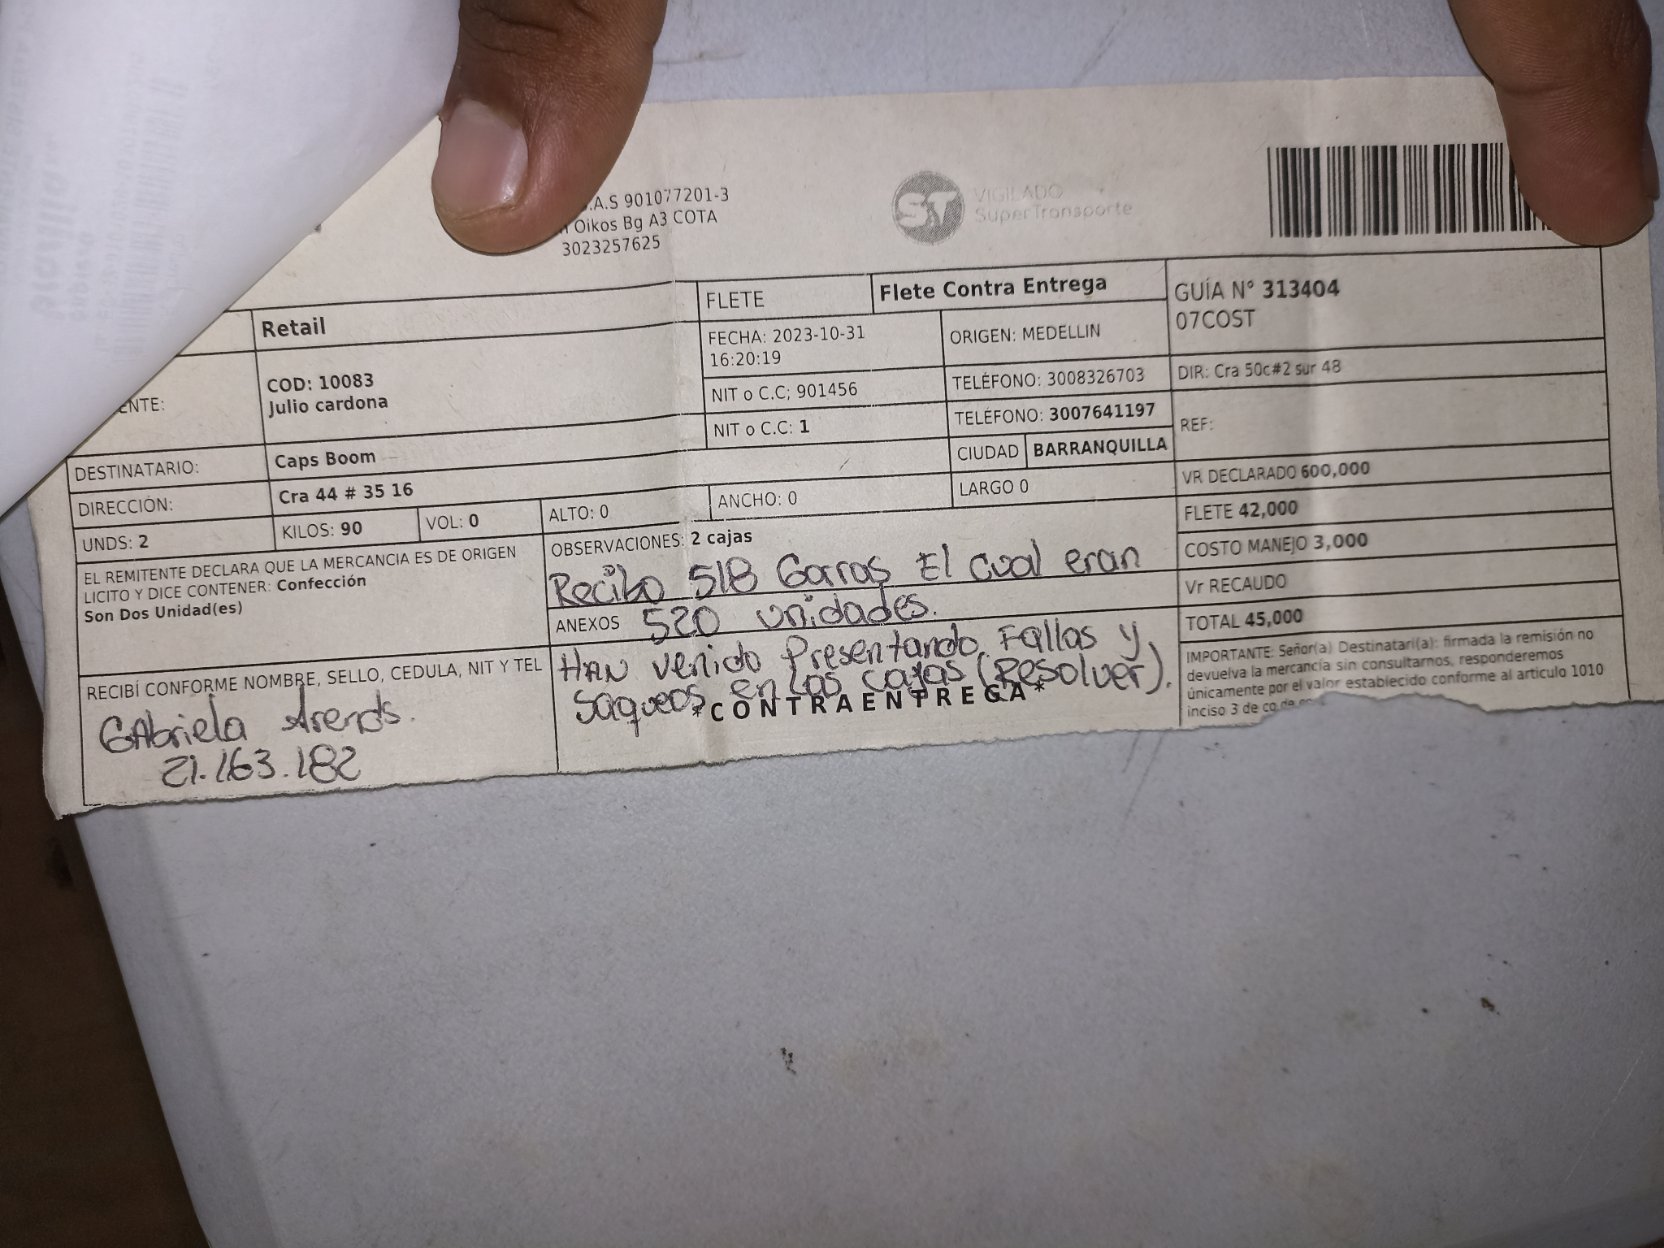 .A.S 901077201-3
Oikos Bg A3 COTA
3023257625
ST VIGILADO
SuperTransporte
Retail
FLETE
Flete Contra Entrega
GUÍA N° 313404
07COST
COD: 10083
Julio cardona
FECHA: 2023-10-31
16:20:19
ORIGEN: MEDELLIN
DIR: Cra 50c#2 sur 48
NIT o C.C; 901456
TELÉFONO: 3008326703
NIT o C.C: 1
TELÉFONO: 3007641197
REF:
DESTINATARIO:
Caps Boom
CIUDAD
BARRANQUILLA
DIRECCIÓN:
Cra 44 # 35 16
VR DECLARADO 600,000
UNDS: 2
KILOS: 90
VOL: 0
ALTO: 0
ANCHO: 0
LARGO 0
FLETE 42,000
EL REMITENTE DECLARA QUE LA MERCANCIA ES DE ORIGEN
LICITO Y DICE CONTENER: Confección
Son Dos Unidad(es)
OBSERVACIONES: 2 cajas
Recibo 518 Gorras El cual eran
ANEXOS 520 unidades.
HAN venido Presentando Fallas y
saqueos en las cajas (Resolver).
*CONTRAENTREGA*
COSTO MANEJO 3,000
Vr RECAUDO
TOTAL 45,000
IMPORTANTE: Señor(a) Destinatari(a): firmada la remisión no
devuelva la mercancia sin consultarnos, responderemos
únicamente por el valor establecido conforme al articulo 1010
inciso 3 de
RECIBÍ CONFORME NOMBRE, SELLO, CEDULA, NIT Y TEL
GAbriela Arends.
21.163.182